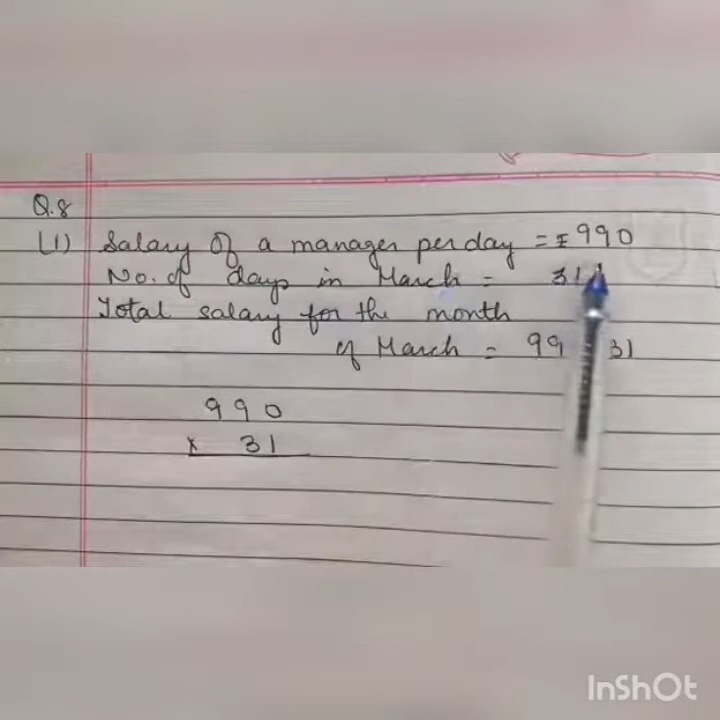 Q.8
(1) Salary of a manager per day = ₹990
No. of days in March = 31
Total salary for the month
of March = 99 31
990
x 31
InShOt